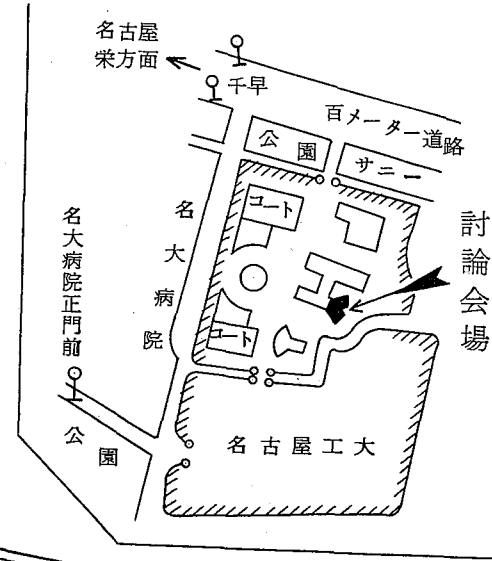 名古屋
栄方面
千早
百メーター道路
公園
サニー
コート
名大病院
名大病院正門前
討論会場
コート
公園
名古屋工大